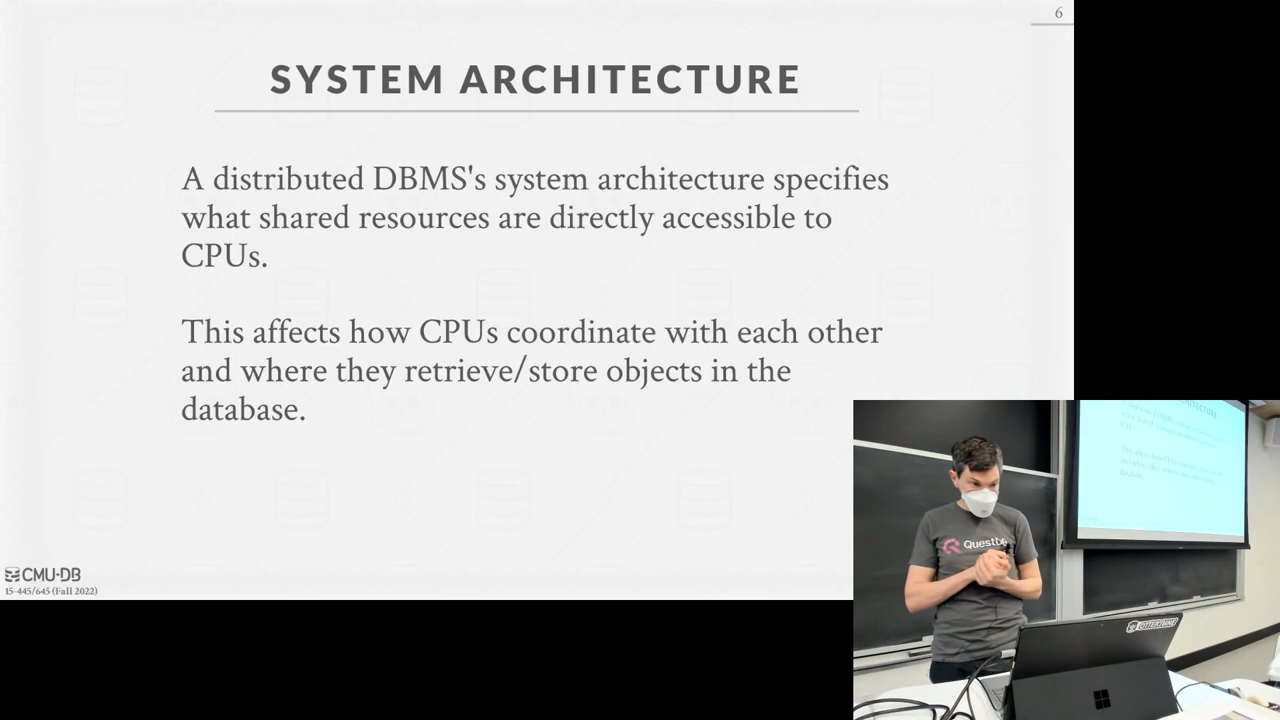 6
SYSTEM ARCHITECTURE
A distributed DBMS's system architecture specifies
what shared resources are directly accessible to
CPUs.
This affects how CPUs coordinate with each other
and where they retrieve/store objects in the
database.
CMU·DB
15-445/645 (Fall 2022)
QuestDB